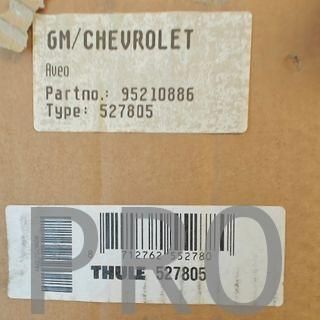 GM/CHEVROLET
Aveo
Partno.: 95210886
Type: 527805
8 712762 552780
THULE 527805
PRO